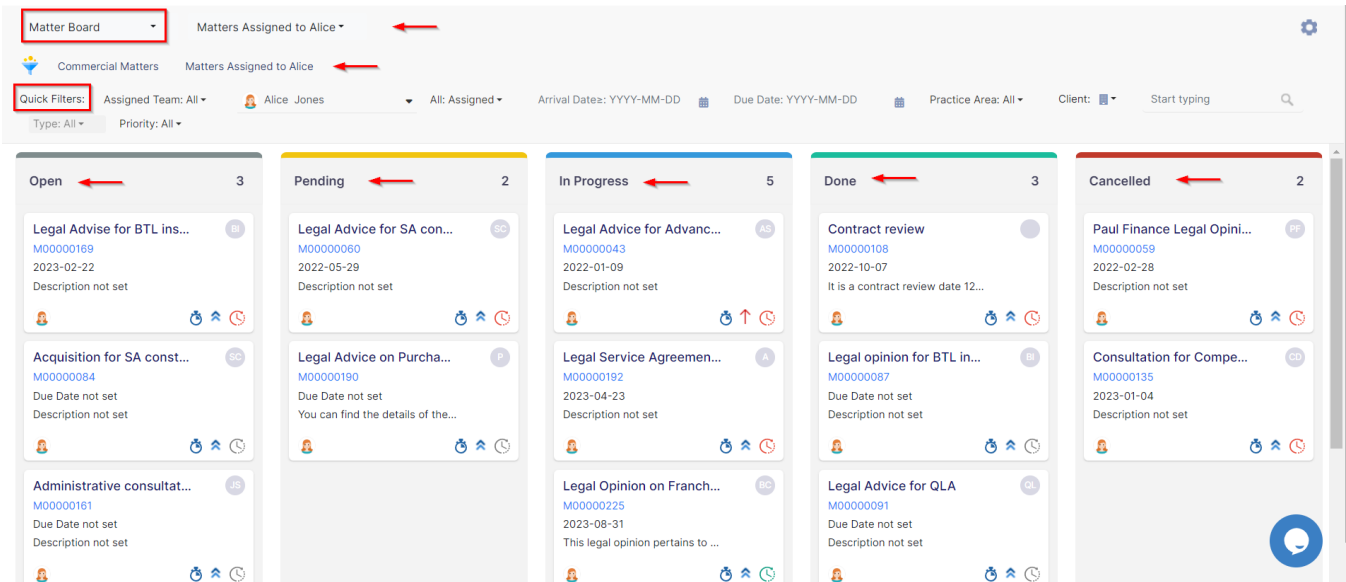 Matter Board
Matters Assigned to Alice
Commercial Matters
Matters Assigned to Alice
Quick Filters:
Assigned Team: All
Alice Jones
All: Assigned
Arrival Date≥: YYYY-MM-DD
Due Date: YYYY-MM-DD
Practice Area: All
Client:
Start typing
Type: All
Priority: All
Open
3
Legal Advise for BTL ins...
BI
M00000169
2023-02-22
Description not set
Acquisition for SA const...
SC
M00000084
Due Date not set
Description not set
Administrative consultat...
JS
M00000161
Due Date not set
Description not set
Pending
2
Legal Advice for SA con...
SC
M00000060
2022-05-29
Description not set
Legal Advice on Purcha...
P
M00000190
Due Date not set
You can find the details of the...
In Progress
5
Legal Advice for Advanc...
AS
M00000043
2022-01-09
Description not set
Legal Service Agreemen...
A
M00000192
2023-04-23
Description not set
Legal Opinion on Franch...
BC
M00000225
2023-08-31
This legal opinion pertains to ...
Done
3
Contract review
M00000108
2022-10-07
It is a contract review date 12...
Legal opinion for BTL in...
BI
M00000087
Due Date not set
Description not set
Legal Advice for QLA
QL
M00000091
Due Date not set
Description not set
Cancelled
2
Paul Finance Legal Opini...
PF
M00000059
2022-02-28
Description not set
Consultation for Compe...
CD
M00000135
2023-01-04
Description not set